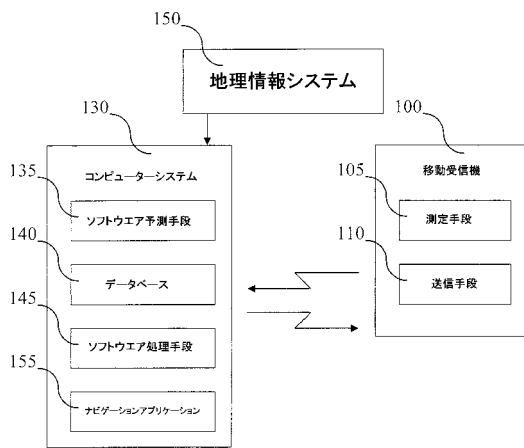 150
地理情報システム
130
コンピューターシステム
135
ソフトウエア予測手段
140
データベース
145
ソフトウエア処理手段
155
ナビゲーションアプリケーション
100
移動受信機
105
測定手段
110
送信手段